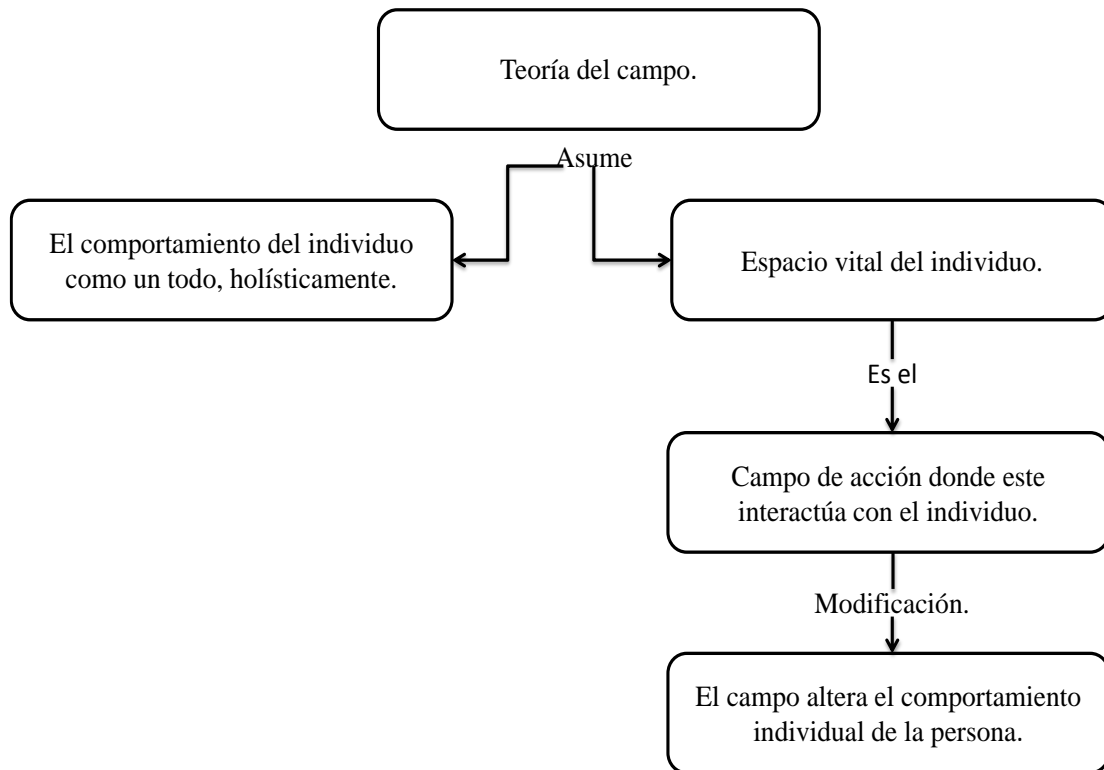 Teoría del campo.
Asume
El comportamiento del individuo
como un todo, holísticamente.
Espacio vital del individuo.
Es el
Campo de acción donde este
interactúa con el individuo.
Modificación.
El campo altera el comportamiento
individual de la persona.